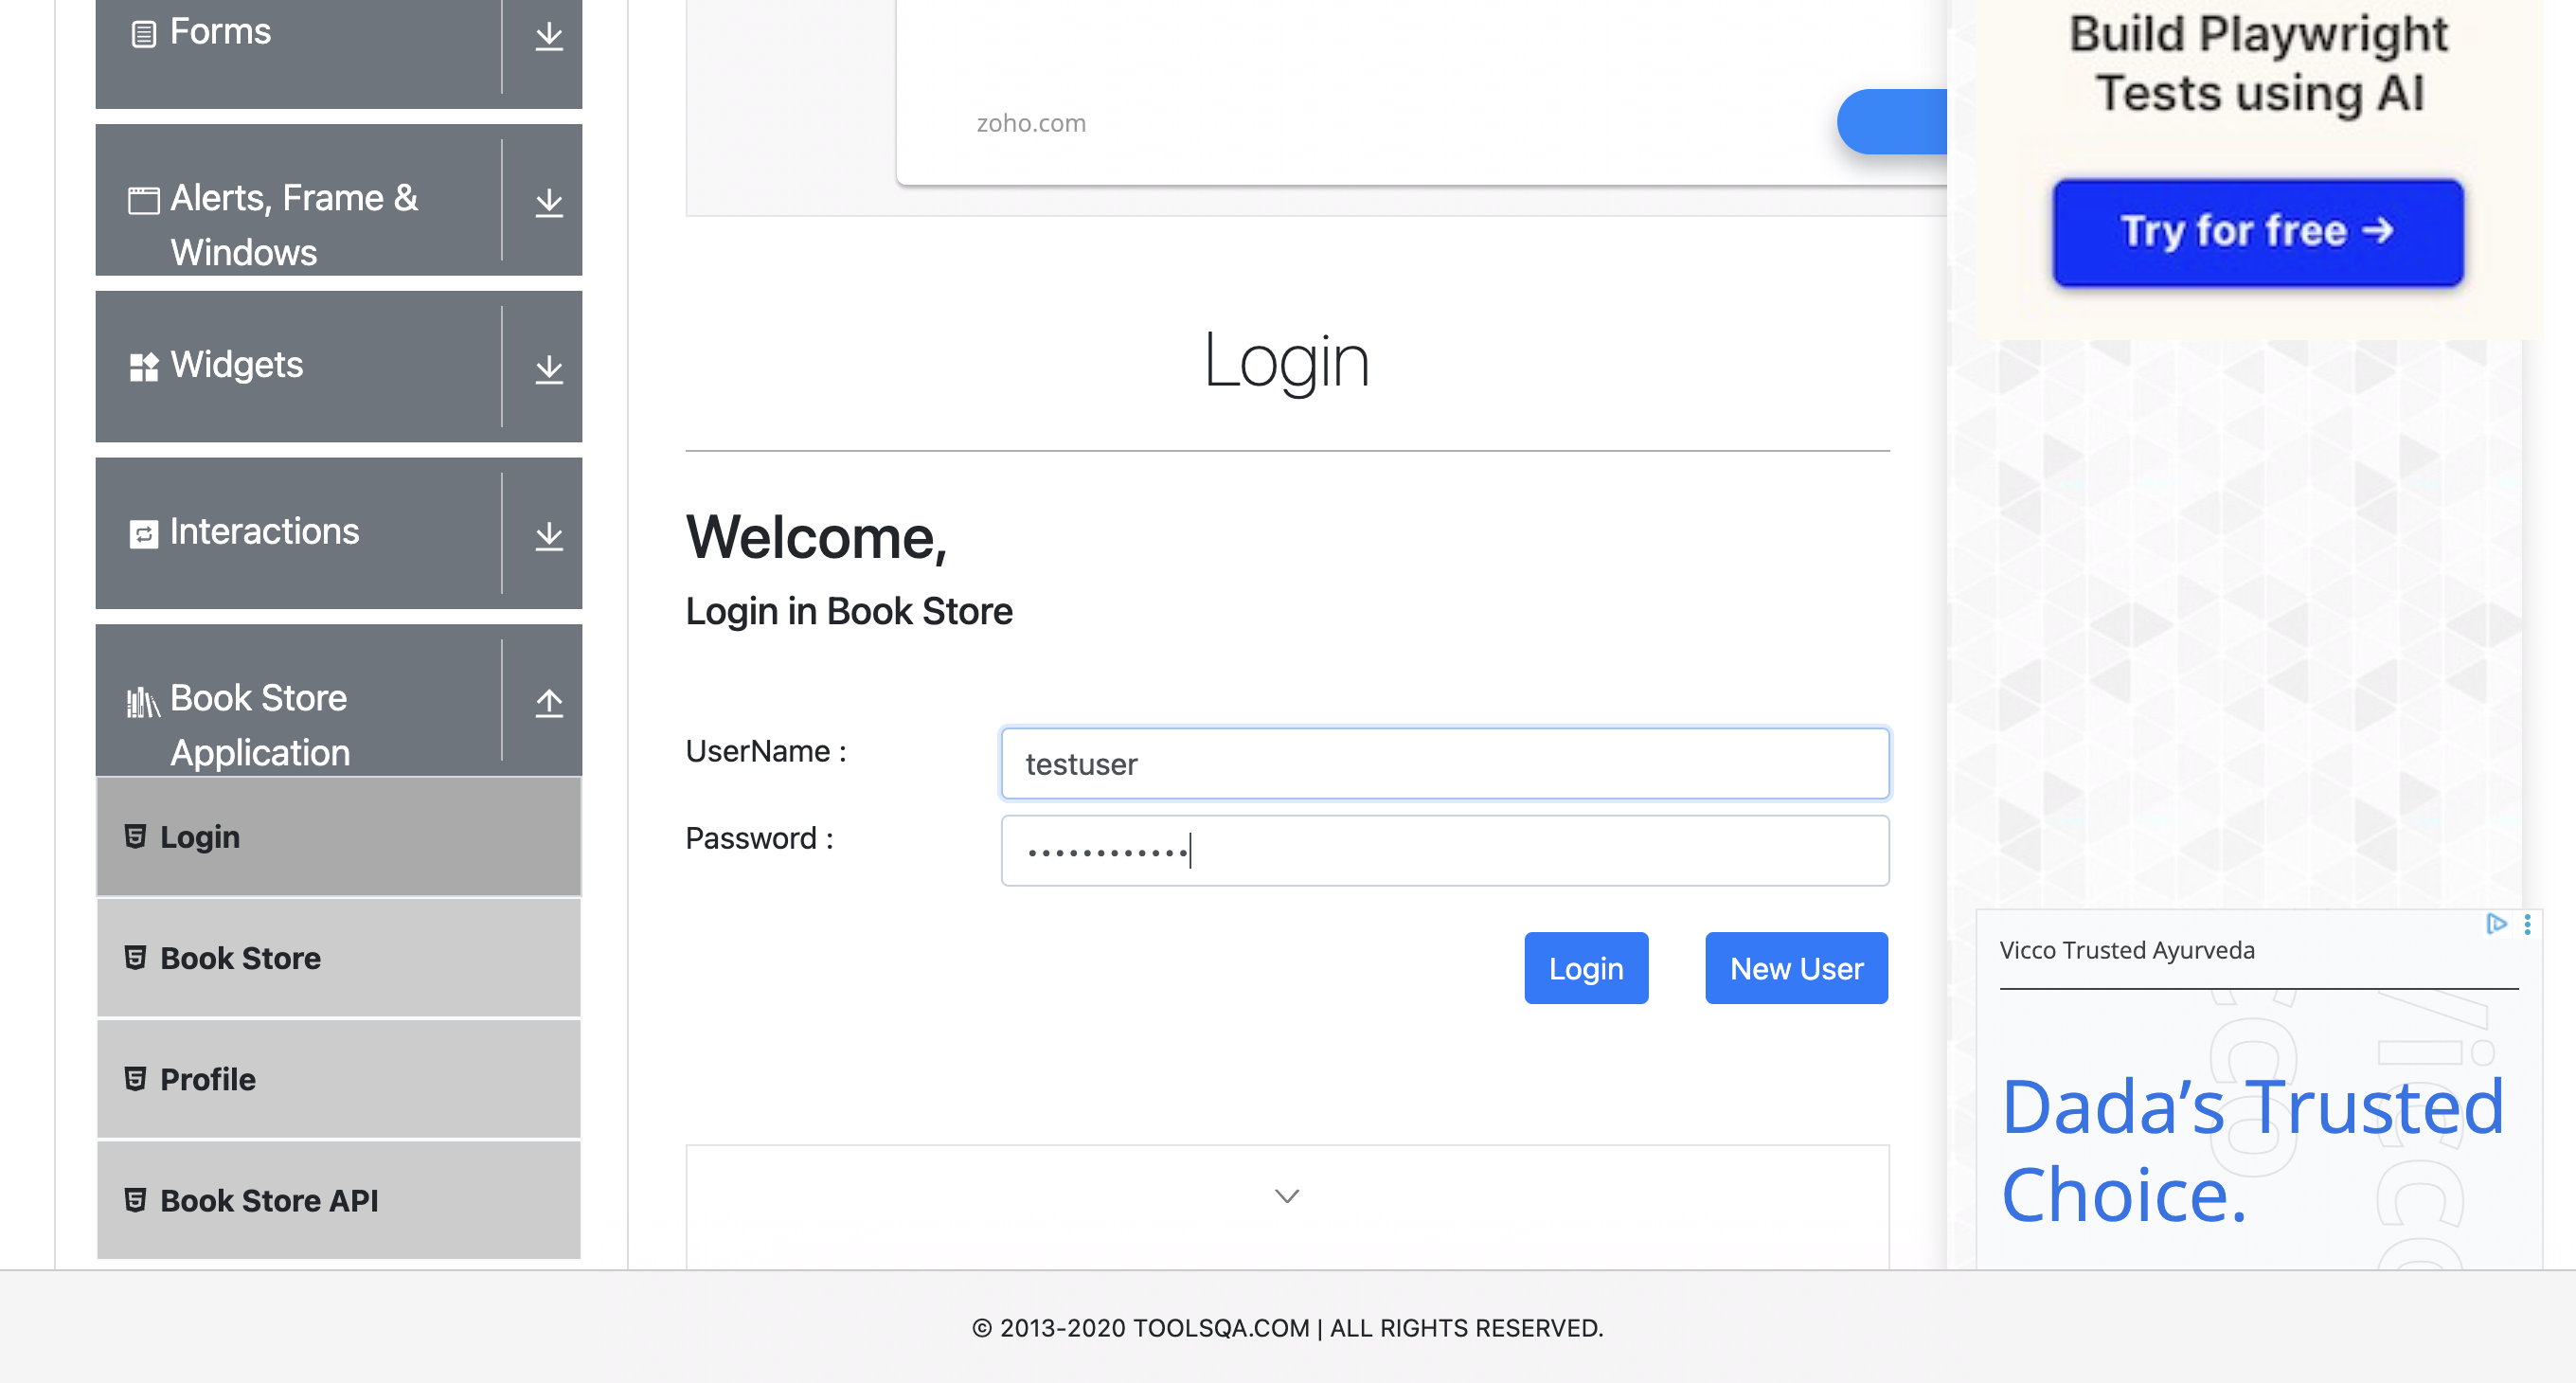 Forms
Alerts, Frame &
Windows
Widgets
Interactions
Book Store
Application
Login
Book Store
Profile
Book Store API
zoho.com
Login
Welcome,
Login in Book Store
UserName :
testuser
Password :
••••••••••••
Login
New User
Build Playwright
Tests using AI
Try for free →
Vicco Trusted Ayurveda
Dada’s Trusted
Choice.
© 2013-2020 TOOLSQA.COM | ALL RIGHTS RESERVED.